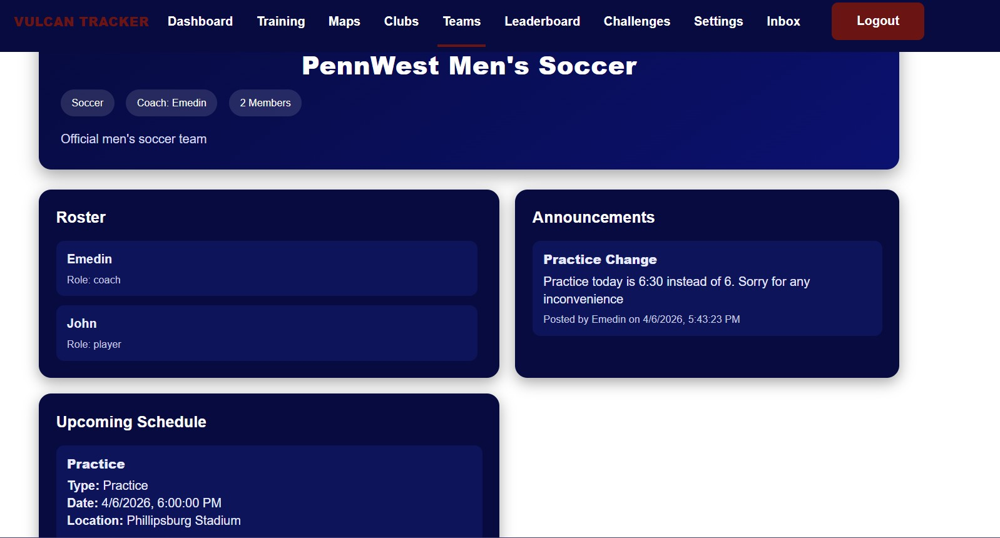 VULCAN TRACKER Dashboard Training Maps Clubs Teams Leaderboard Challenges Settings Inbox Logout
PennWest Men's Soccer
Soccer Coach: Emedin 2 Members
Official men's soccer team
Roster
Emedin
Role: coach
John
Role: player
Announcements
Practice Change
Practice today is 6:30 instead of 6. Sorry for any
inconvenience
Posted by Emedin on 4/6/2026, 5:43:23 PM
Upcoming Schedule
Practice
Type: Practice
Date: 4/6/2026, 6:00:00 PM
Location: Phillipsburg Stadium